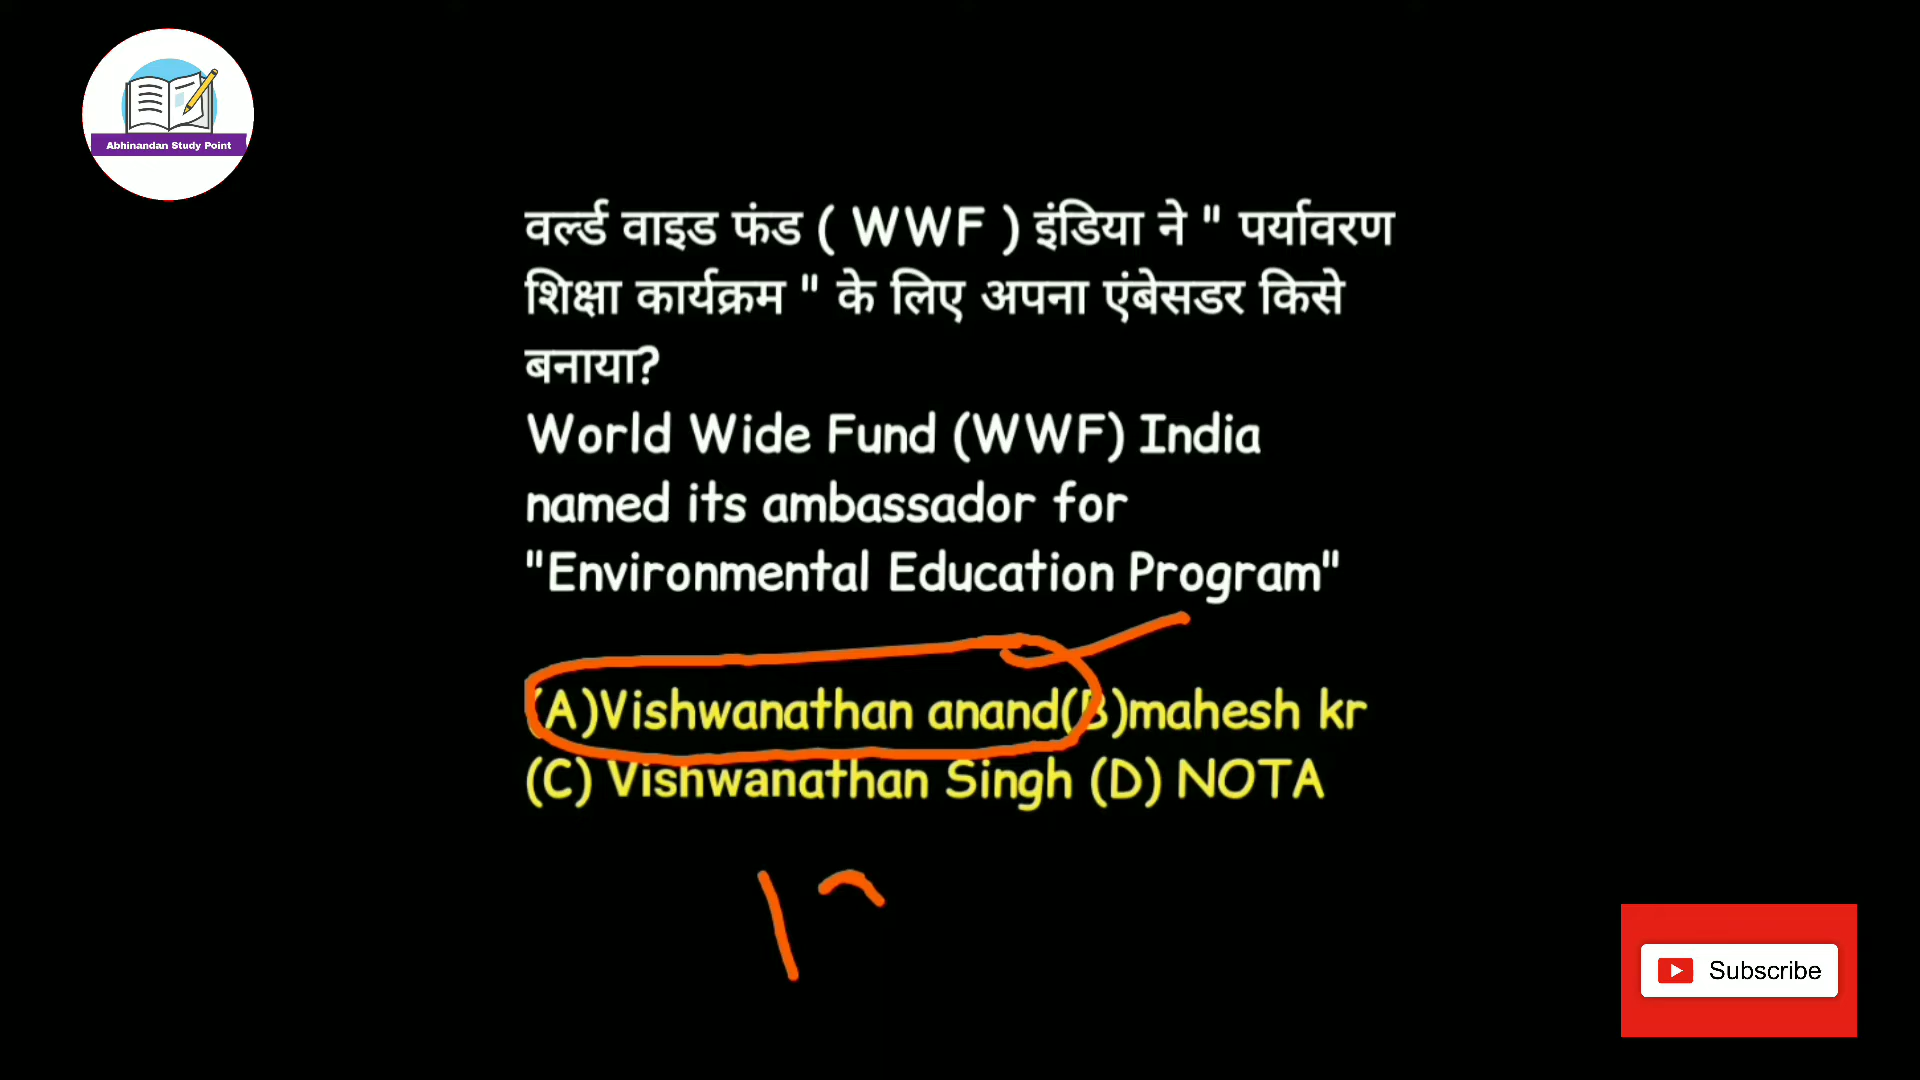 Abhinandan Study Point
वर्ल्ड वाइड फंड ( WWF ) इंडिया ने " पर्यावरण
शिक्षा कार्यक्रम " के लिए अपना एंबेसडर किसे
बनाया?
World Wide Fund (WWF) India
named its ambassador for
"Environmental Education Program"
(A)Vishwanathan anand(B)mahesh kr
(C) Vishwanathan Singh (D) NOTA
Subscribe